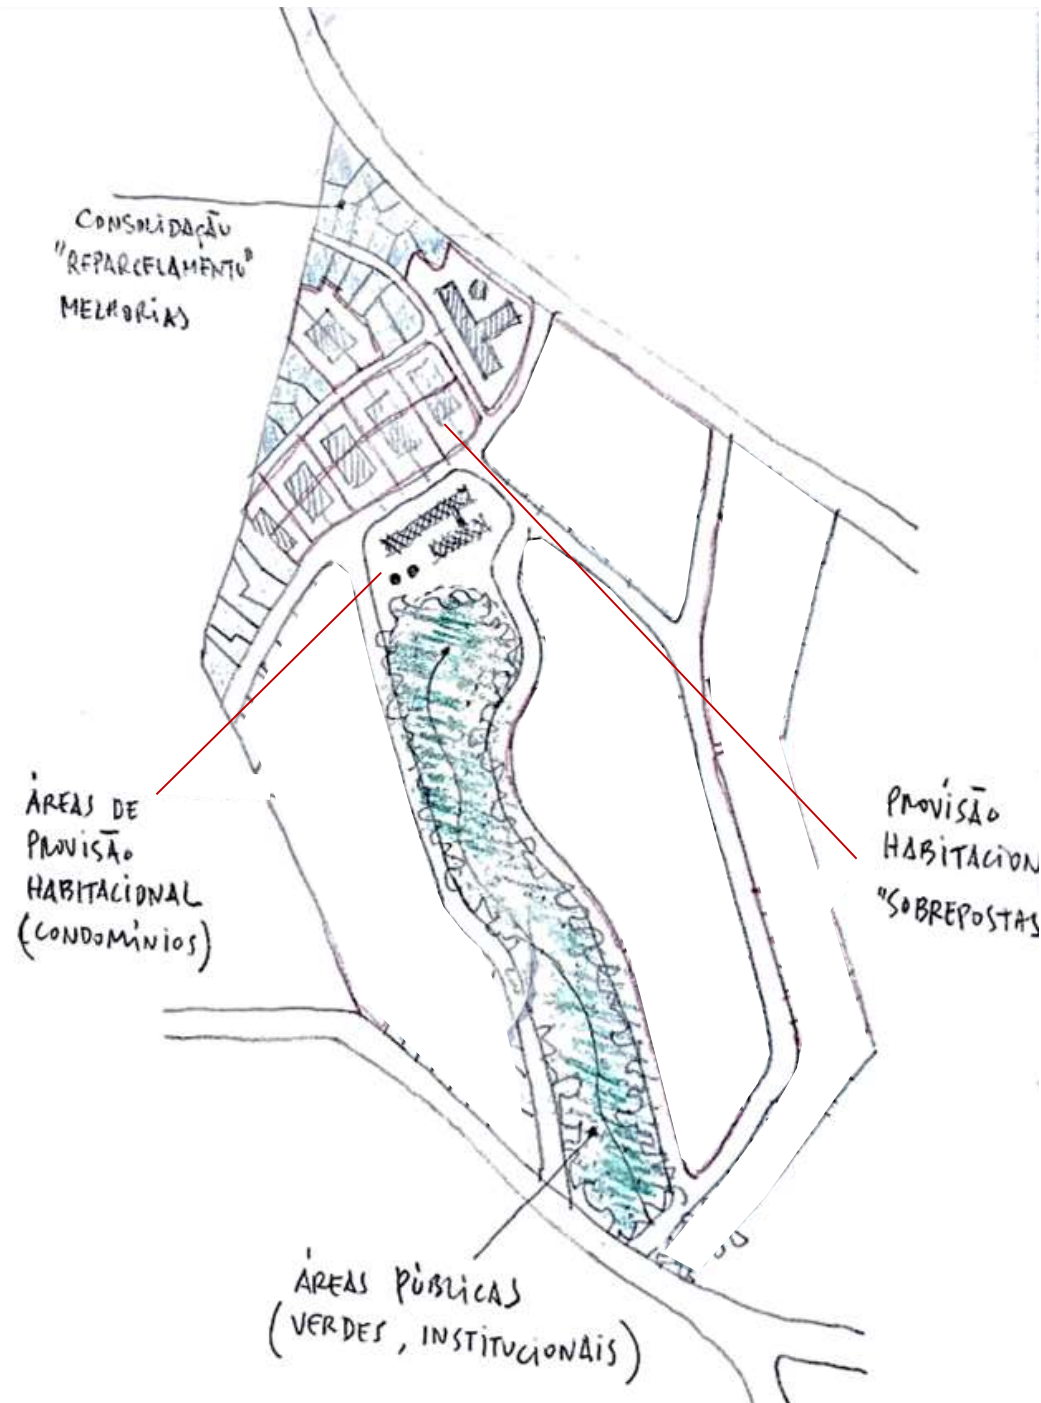 CONSOLIDAÇÃO
"REPARCELAMENTO"
MELHORIAS
ÁREAS DE
PROVISÃO
HABITACIONAL
(CONDOMÍNIOS)
PROVISÃO
HABITACION
"SOBREPOSTAS
ÁREAS PÚBLICAS
(VERDES, INSTITUCIONAIS)